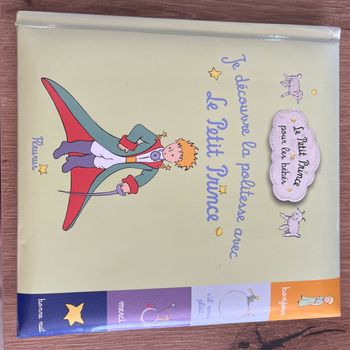 Le Petit Prince
pour les bébés
Je découvre la politesse avec
Le Petit Prince
Fleurus
bonjour
s'il vous
plaît
merci
bonne nuit